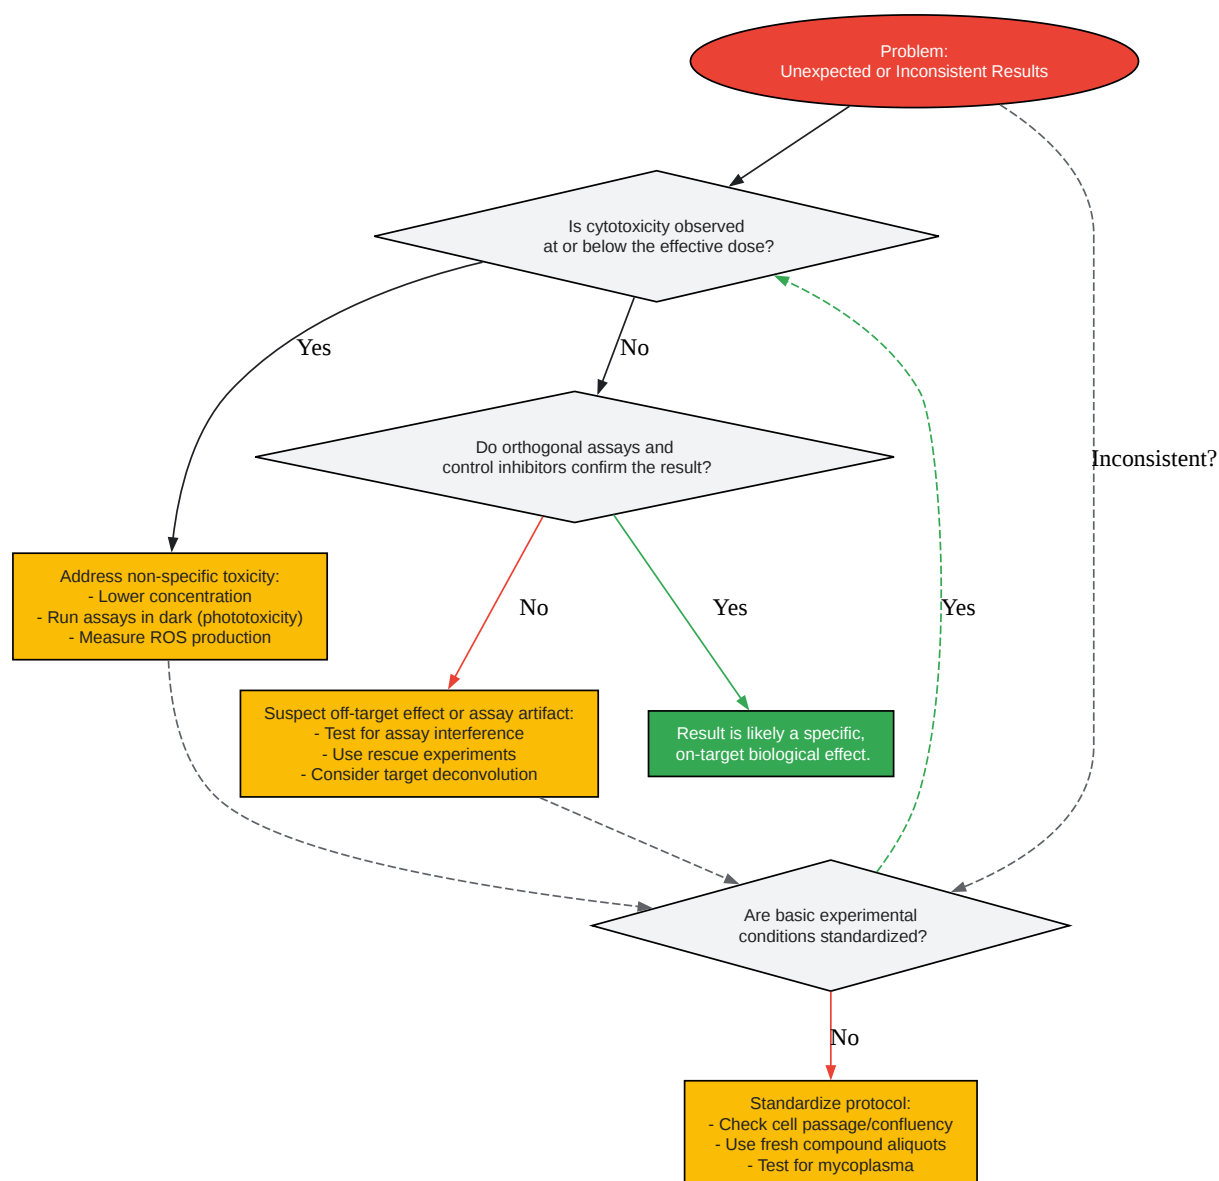 Problem:
Unexpected or Inconsistent Results
Is cytotoxicity observed
at or below the effective dose?
Yes
No
Do orthogonal assays and
control inhibitors confirm the result?
Inconsistent?
Address non-specific toxicity:
- Lower concentration
- Run assays in dark (phototoxicity)
- Measure ROS production
No
Yes
Yes
Suspect off-target effect or assay artifact:
- Test for assay interference
- Use rescue experiments
- Consider target deconvolution
Result is likely a specific,
on-target biological effect.
Are basic experimental
conditions standardized?
No
Standardize protocol:
- Check cell passage/confluency
- Use fresh compound aliquots
- Test for mycoplasma